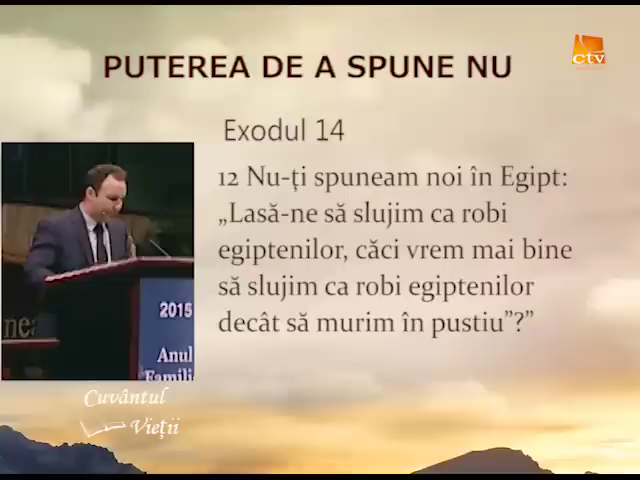 PUTEREA DE A SPUNE NU
ctv
Exodul 14
12 Nu-ți spuneam noi în Egipt:
„Lasă-ne să slujim ca robi
egiptenilor, căci vrem mai bine
să slujim ca robi egiptenilor
decât să murim în pustiu”?”
2015
Anul
Familie
Cuvântul
Vieții